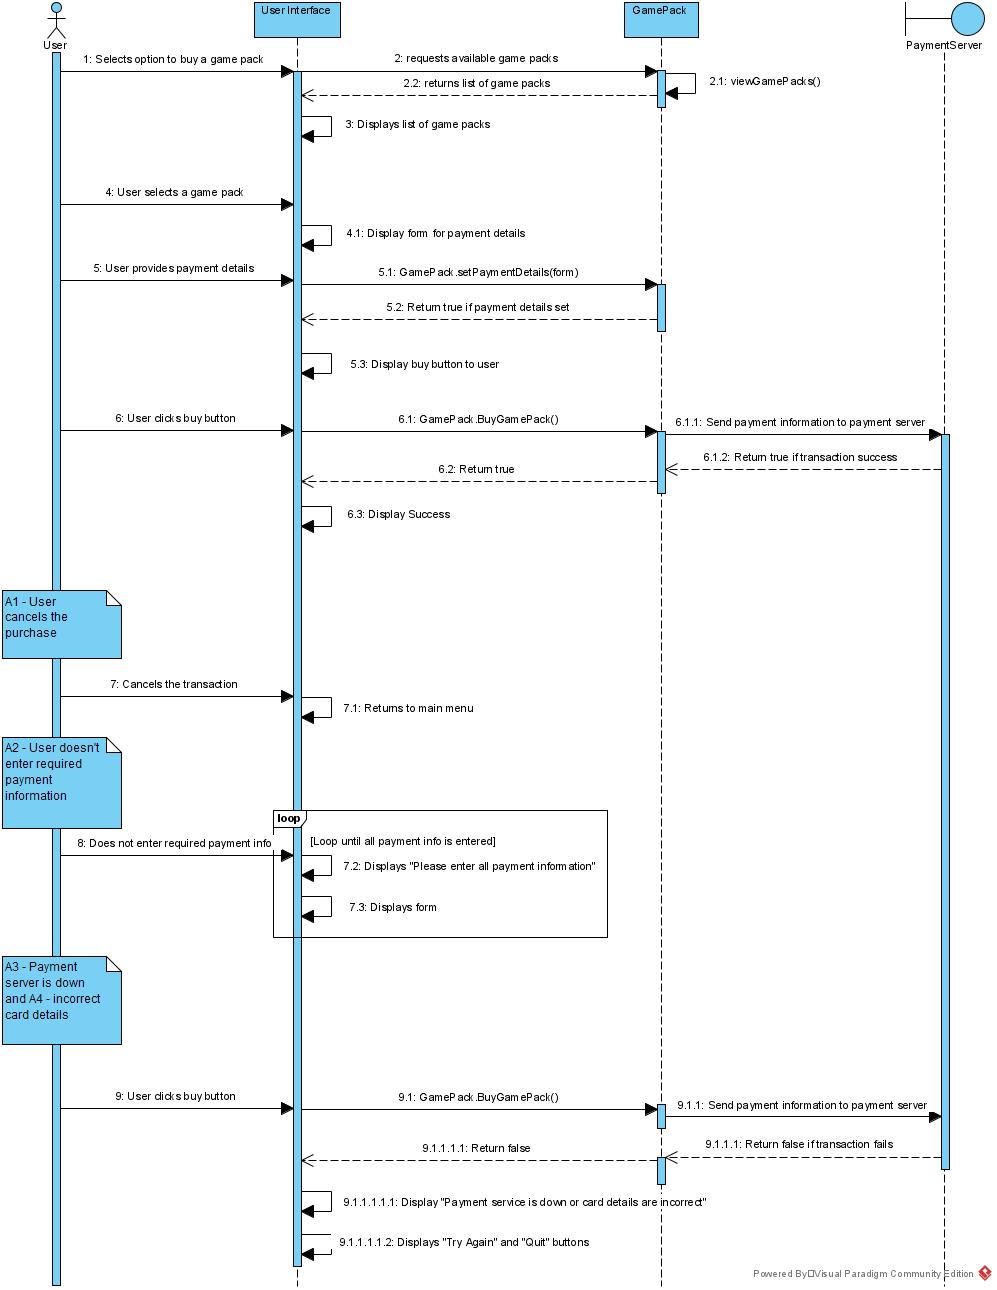 User
User Interface
GamePack
PaymentServer
1: Selects option to buy a game pack
2: requests available game packs
2.1: viewGamePacks()
2.2: returns list of game packs
3: Displays list of game packs
4: User selects a game pack
4.1: Display form for payment details
5: User provides payment details
5.1: GamePack.setPaymentDetails(form)
5.2: Return true if payment details set
5.3: Display buy button to user
6: User clicks buy button
6.1: GamePack.BuyGamePack()
6.1.1: Send payment information to payment server
6.1.2: Return true if transaction success
6.2: Return true
6.3: Display Success
A1 - User
cancels the
purchase
7: Cancels the transaction
7.1: Returns to main menu
A2 - User doesn't
enter required
payment
information
loop
[Loop until all payment info is entered]
8: Does not enter required payment info
7.2: Displays "Please enter all payment information"
7.3: Displays form
A3 - Payment
server is down
and A4 - incorrect
card details
9: User clicks buy button
9.1: GamePack.BuyGamePack()
9.1.1: Send payment information to payment server
9.1.1.1: Return false if transaction fails
9.1.1.1.1: Return false
9.1.1.1.1.1: Display "Payment service is down or card details are incorrect"
9.1.1.1.1.2: Displays "Try Again" and "Quit" buttons
Powered By□Visual Paradigm Community Edition